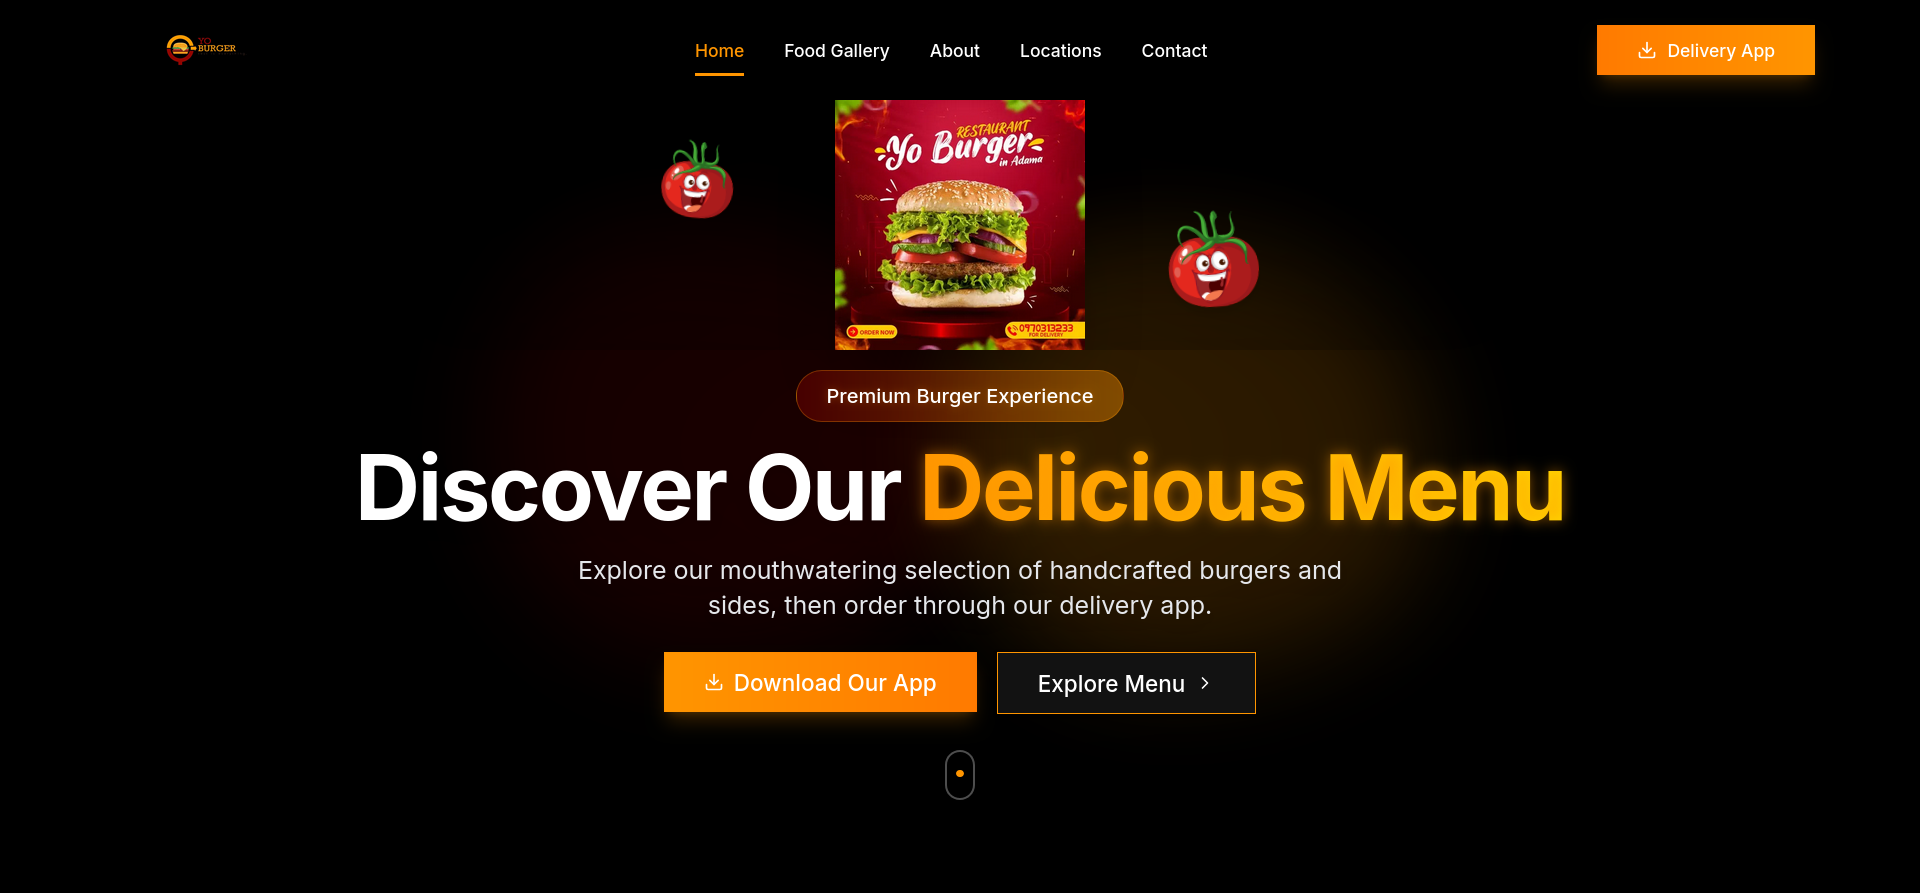 YO
BURGER
Home
Food Gallery
About
Locations
Contact
Delivery App
RESTAURANT
Yo Burger
in Adama
ORDER NOW
0970313233
FOR DELIVERY
Premium Burger Experience
Discover Our Delicious Menu
Explore our mouthwatering selection of handcrafted burgers and
sides, then order through our delivery app.
Download Our App
Explore Menu